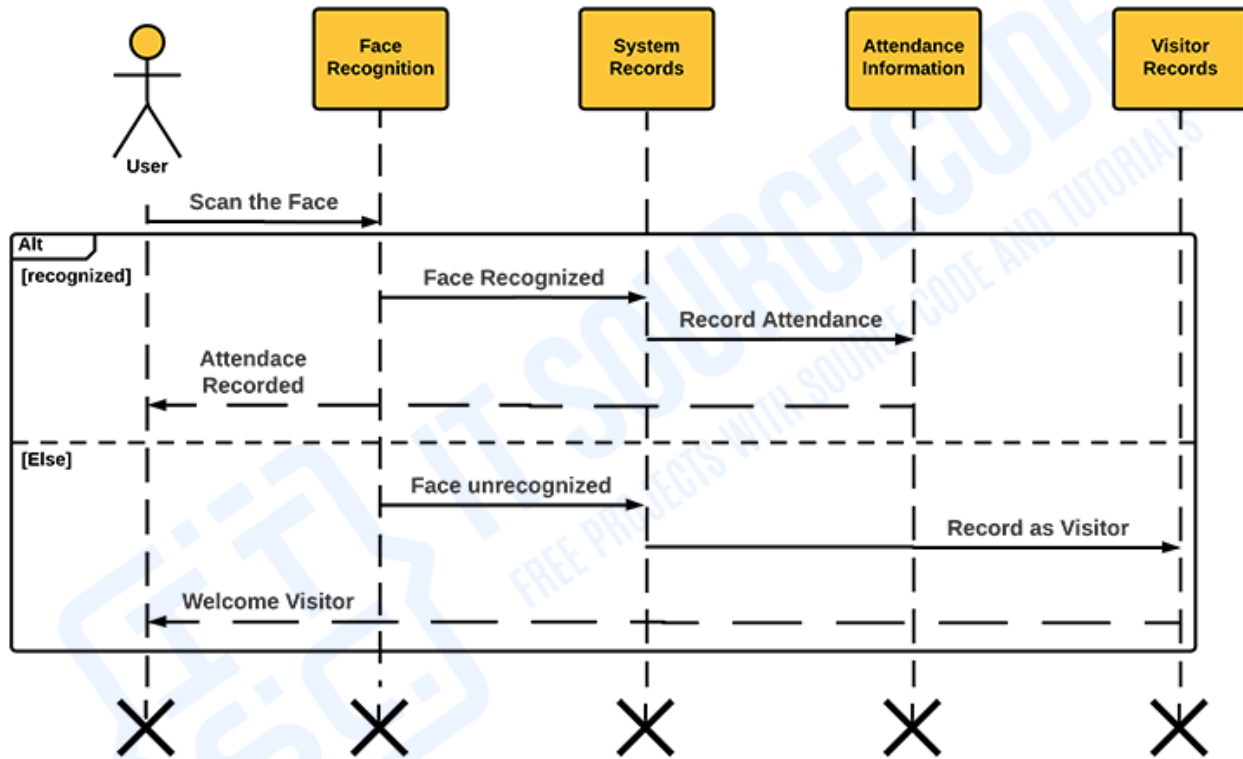 Face
Recognition
System
Records
Attendance
Information
Visitor
Records
User
Scan the Face
Alt
[recognized]
Face Recognized
Record Attendance
Attendace
Recorded
[Else]
Face unrecognized
Record as Visitor
Welcome Visitor
IT SOURCECODE
FREE PROJECTS WITH SOURCE CODE AND TUTORIALS